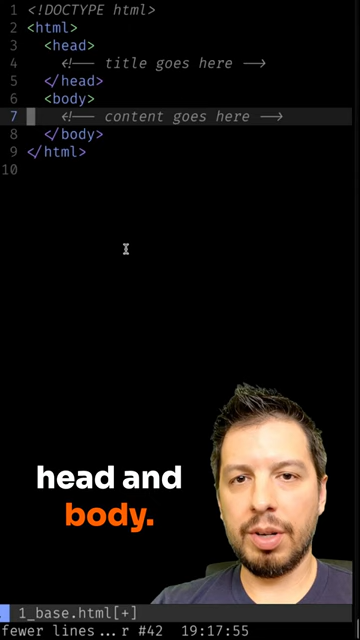 1 <!DOCTYPE html>
2 <html>
3   <head>
4     <!-- title goes here -->
5   </head>
6   <body>
7     <!-- content goes here -->
8   </body>
9 </html>
10
head and
body.
1_base.html[+]
fewer lines...r #42  19:17:55